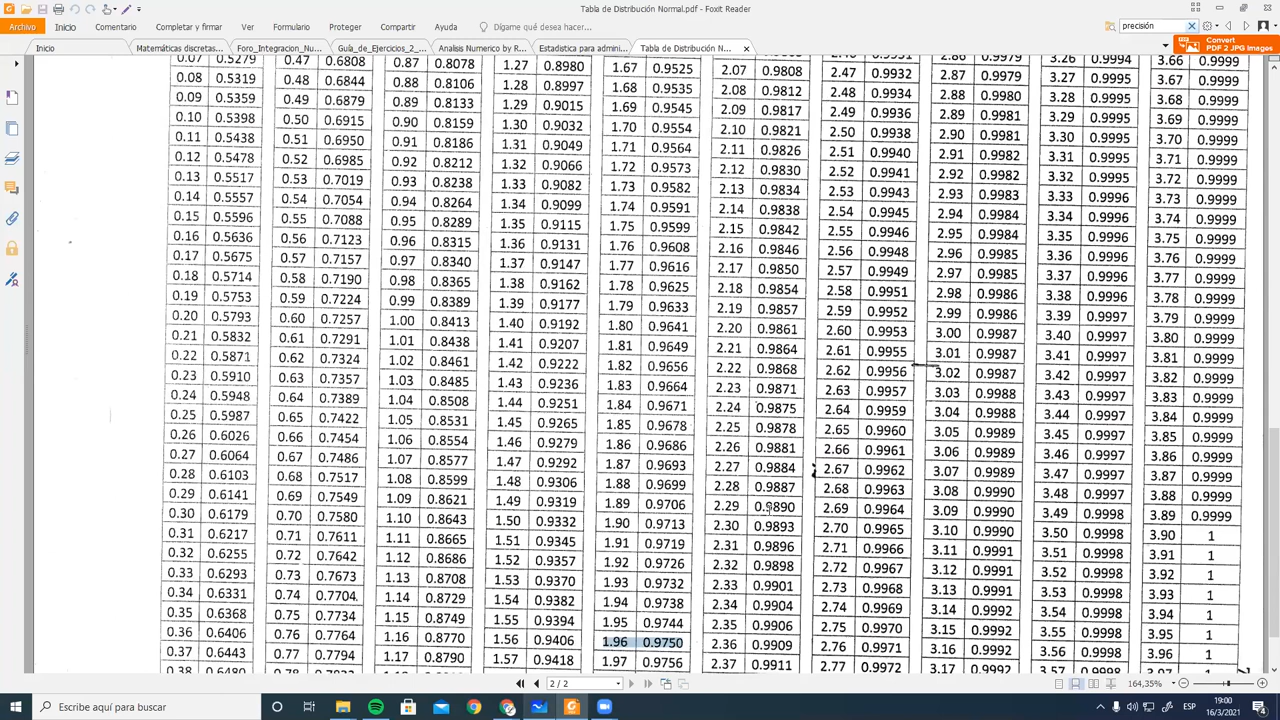 Tabla de Distribución Normal.pdf - Foxit Reader
Archivo Inicio Comentario Completar y firmar Ver Formulario Proteger Compartir Ayuda Dígame qué desea hacer... precisión
Inicio Matemáticas discretas... Foro_Integracion_Nu... Guía_de_Ejercicios_2_... Analisis Numerico by R... Estadistica para admini... Tabla de Distribución N... Convert PDF 2 JPG Images
0.07 0.5279 0.47 0.6808 0.87 0.8078 1.27 0.8980 1.67 0.9525 2.07 0.9808 2.47 0.9932 2.87 0.9979 3.27 0.9995 3.67 0.9999
0.08 0.5319 0.48 0.6844 0.88 0.8106 1.28 0.8997 1.68 0.9535 2.08 0.9812 2.48 0.9934 2.88 0.9980 3.28 0.9995 3.68 0.9999
0.09 0.5359 0.49 0.6879 0.89 0.8133 1.29 0.9015 1.69 0.9545 2.09 0.9817 2.49 0.9936 2.89 0.9981 3.29 0.9995 3.69 0.9999
0.10 0.5398 0.50 0.6915 0.90 0.8159 1.30 0.9032 1.70 0.9554 2.10 0.9821 2.50 0.9938 2.90 0.9981 3.30 0.9995 3.70 0.9999
0.11 0.5438 0.51 0.6950 0.91 0.8186 1.31 0.9049 1.71 0.9564 2.11 0.9826 2.51 0.9940 2.91 0.9982 3.31 0.9995 3.71 0.9999
0.12 0.5478 0.52 0.6985 0.92 0.8212 1.32 0.9066 1.72 0.9573 2.12 0.9830 2.52 0.9941 2.92 0.9982 3.32 0.9995 3.72 0.9999
0.13 0.5517 0.53 0.7019 0.93 0.8238 1.33 0.9082 1.73 0.9582 2.13 0.9834 2.53 0.9943 2.93 0.9983 3.33 0.9996 3.73 0.9999
0.14 0.5557 0.54 0.7054 0.94 0.8264 1.34 0.9099 1.74 0.9591 2.14 0.9838 2.54 0.9945 2.94 0.9984 3.34 0.9996 3.74 0.9999
0.15 0.5596 0.55 0.7088 0.95 0.8289 1.35 0.9115 1.75 0.9599 2.15 0.9842 2.55 0.9946 2.95 0.9984 3.35 0.9996 3.75 0.9999
0.16 0.5636 0.56 0.7123 0.96 0.8315 1.36 0.9131 1.76 0.9608 2.16 0.9846 2.56 0.9948 2.96 0.9985 3.36 0.9996 3.76 0.9999
0.17 0.5675 0.57 0.7157 0.97 0.8340 1.37 0.9147 1.77 0.9616 2.17 0.9850 2.57 0.9949 2.97 0.9985 3.37 0.9996 3.77 0.9999
0.18 0.5714 0.58 0.7190 0.98 0.8365 1.38 0.9162 1.78 0.9625 2.18 0.9854 2.58 0.9951 2.98 0.9986 3.38 0.9996 3.78 0.9999
0.19 0.5753 0.59 0.7224 0.99 0.8389 1.39 0.9177 1.79 0.9633 2.19 0.9857 2.59 0.9952 2.99 0.9986 3.39 0.9997 3.79 0.9999
0.20 0.5793 0.60 0.7257 1.00 0.8413 1.40 0.9192 1.80 0.9641 2.20 0.9861 2.60 0.9953 3.00 0.9987 3.40 0.9997 3.80 0.9999
0.21 0.5832 0.61 0.7291 1.01 0.8438 1.41 0.9207 1.81 0.9649 2.21 0.9864 2.61 0.9955 3.01 0.9987 3.41 0.9997 3.81 0.9999
0.22 0.5871 0.62 0.7324 1.02 0.8461 1.42 0.9222 1.82 0.9656 2.22 0.9868 2.62 0.9956 3.02 0.9987 3.42 0.9997 3.82 0.9999
0.23 0.5910 0.63 0.7357 1.03 0.8485 1.43 0.9236 1.83 0.9664 2.23 0.9871 2.63 0.9957 3.03 0.9988 3.43 0.9997 3.83 0.9999
0.24 0.5948 0.64 0.7389 1.04 0.8508 1.44 0.9251 1.84 0.9671 2.24 0.9875 2.64 0.9959 3.04 0.9988 3.44 0.9997 3.84 0.9999
0.25 0.5987 0.65 0.7422 1.05 0.8531 1.45 0.9265 1.85 0.9678 2.25 0.9878 2.65 0.9960 3.05 0.9989 3.45 0.9997 3.85 0.9999
0.26 0.6026 0.66 0.7454 1.06 0.8554 1.46 0.9279 1.86 0.9686 2.26 0.9881 2.66 0.9961 3.06 0.9989 3.46 0.9997 3.86 0.9999
0.27 0.6064 0.67 0.7486 1.07 0.8577 1.47 0.9292 1.87 0.9693 2.27 0.9884 2.67 0.9962 3.07 0.9989 3.47 0.9997 3.87 0.9999
0.28 0.6103 0.68 0.7517 1.08 0.8599 1.48 0.9306 1.88 0.9699 2.28 0.9887 2.68 0.9963 3.08 0.9990 3.48 0.9997 3.88 0.9999
0.29 0.6141 0.69 0.7549 1.09 0.8621 1.49 0.9319 1.89 0.9706 2.29 0.9890 2.69 0.9964 3.09 0.9990 3.49 0.9998 3.89 0.9999
0.30 0.6179 0.70 0.7580 1.10 0.8643 1.50 0.9332 1.90 0.9713 2.30 0.9893 2.70 0.9965 3.10 0.9990 3.50 0.9998 3.90 1
0.31 0.6217 0.71 0.7611 1.11 0.8665 1.51 0.9345 1.91 0.9719 2.31 0.9896 2.71 0.9966 3.11 0.9991 3.51 0.9998 3.91 1
0.32 0.6255 0.72 0.7642 1.12 0.8686 1.52 0.9357 1.92 0.9726 2.32 0.9898 2.72 0.9967 3.12 0.9991 3.52 0.9998 3.92 1
0.33 0.6293 0.73 0.7673 1.13 0.8708 1.53 0.9370 1.93 0.9732 2.33 0.9901 2.73 0.9968 3.13 0.9991 3.53 0.9998 3.93 1
0.34 0.6331 0.74 0.7704 1.14 0.8729 1.54 0.9382 1.94 0.9738 2.34 0.9904 2.74 0.9969 3.14 0.9992 3.54 0.9998 3.94 1
0.35 0.6368 0.75 0.7734 1.15 0.8749 1.55 0.9394 1.95 0.9744 2.35 0.9906 2.75 0.9970 3.15 0.9992 3.55 0.9998 3.95 1
0.36 0.6406 0.76 0.7764 1.16 0.8770 1.56 0.9406 1.96 0.9750 2.36 0.9909 2.76 0.9971 3.16 0.9992 3.56 0.9998 3.96 1
0.37 0.6443 0.77 0.7794 1.17 0.8790 1.57 0.9418 1.97 0.9756 2.37 0.9911 2.77 0.9972 3.17 0.9992
2 / 2 164,35%
Escribe aquí para buscar ESP 19:00
16/3/2021 4